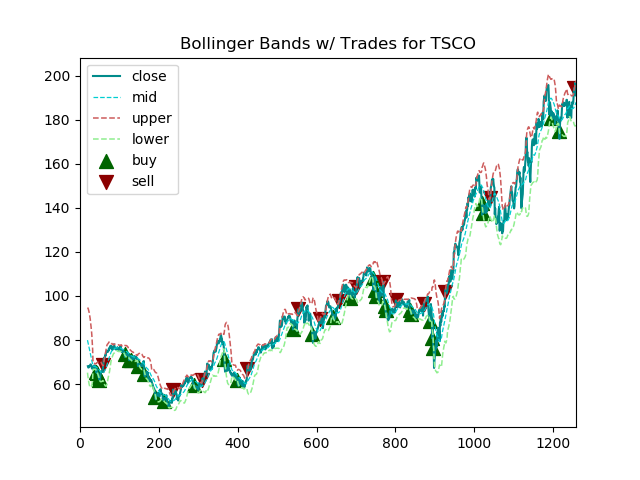 Bollinger Bands w/ Trades for TSCO
close
mid
upper
lower
buy
sell
200
180
160
140
120
100
80
60
0 200 400 600 800 1000 1200